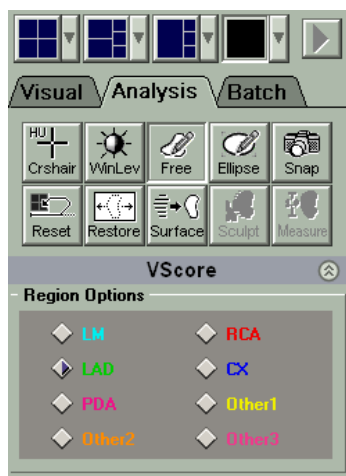 Visual Analysis Batch
HU
Crshair WinLev Free Ellipse Snap
Reset Restore Surface Sculpt Measure
VScore
Region Options
LM RCA
LAD CX
PDA Other1
Other2 Other3